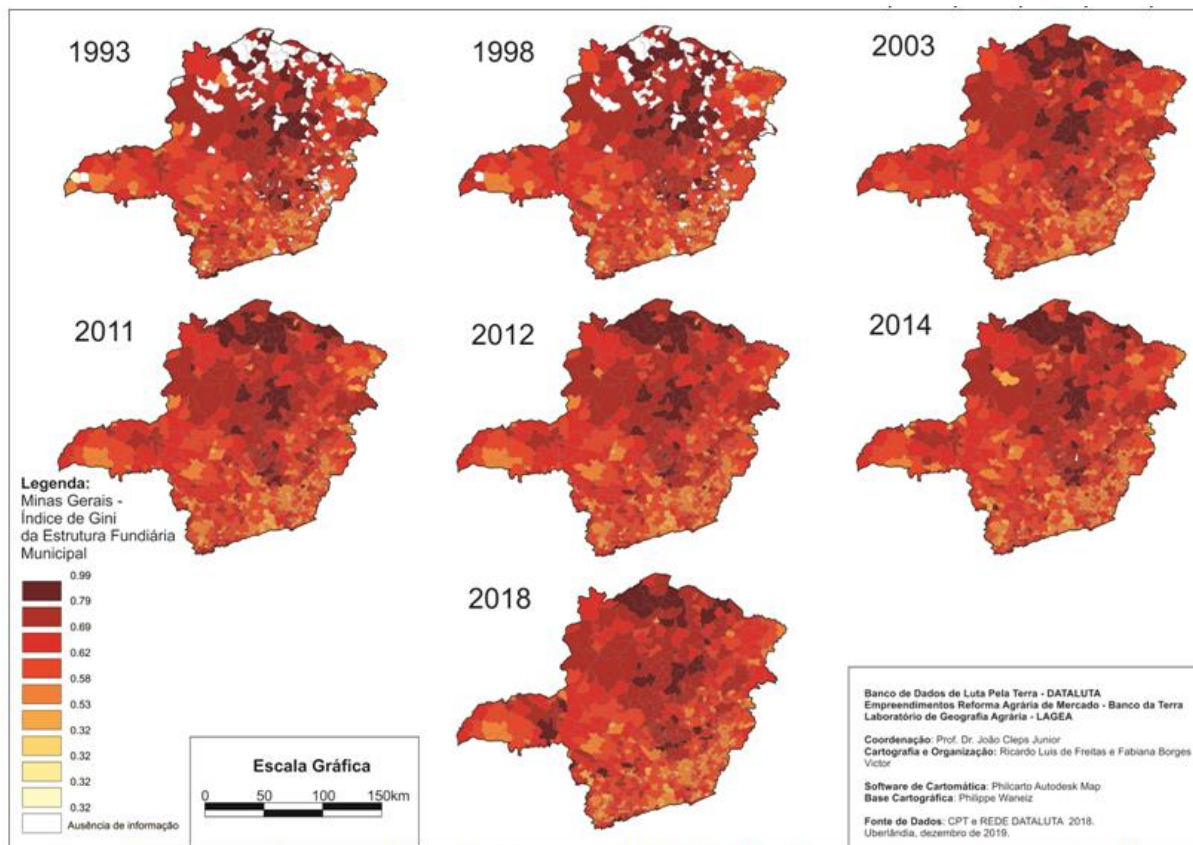 1993
1998
2003
2011
2012
2014
2018
Legenda:
Minas Gerais -
Índice de Gini
da Estrutura Fundiária
Municipal
0.99
0.79
0.69
0.62
0.58
0.53
0.32
0.32
0.32
0.32
Ausência de informação
Escala Gráfica
0 50 100 150km
Banco de Dados de Luta Pela Terra - DATALUTA
Empreendimentos Reforma Agrária de Mercado - Banco da Terra
Laboratório de Geografia Agrária - LAGEA
Coordenação: Prof. Dr. João Cleps Junior
Cartografia e Organização: Ricardo Luis de Freitas e Fabiana Borges
Victor
Software de Cartomática: Philcarto Autodesk Map
Base Cartográfica: Philippe Waneiz
Fonte de Dados: CPT e REDE DATALUTA 2018.
Uberlândia, dezembro de 2019.